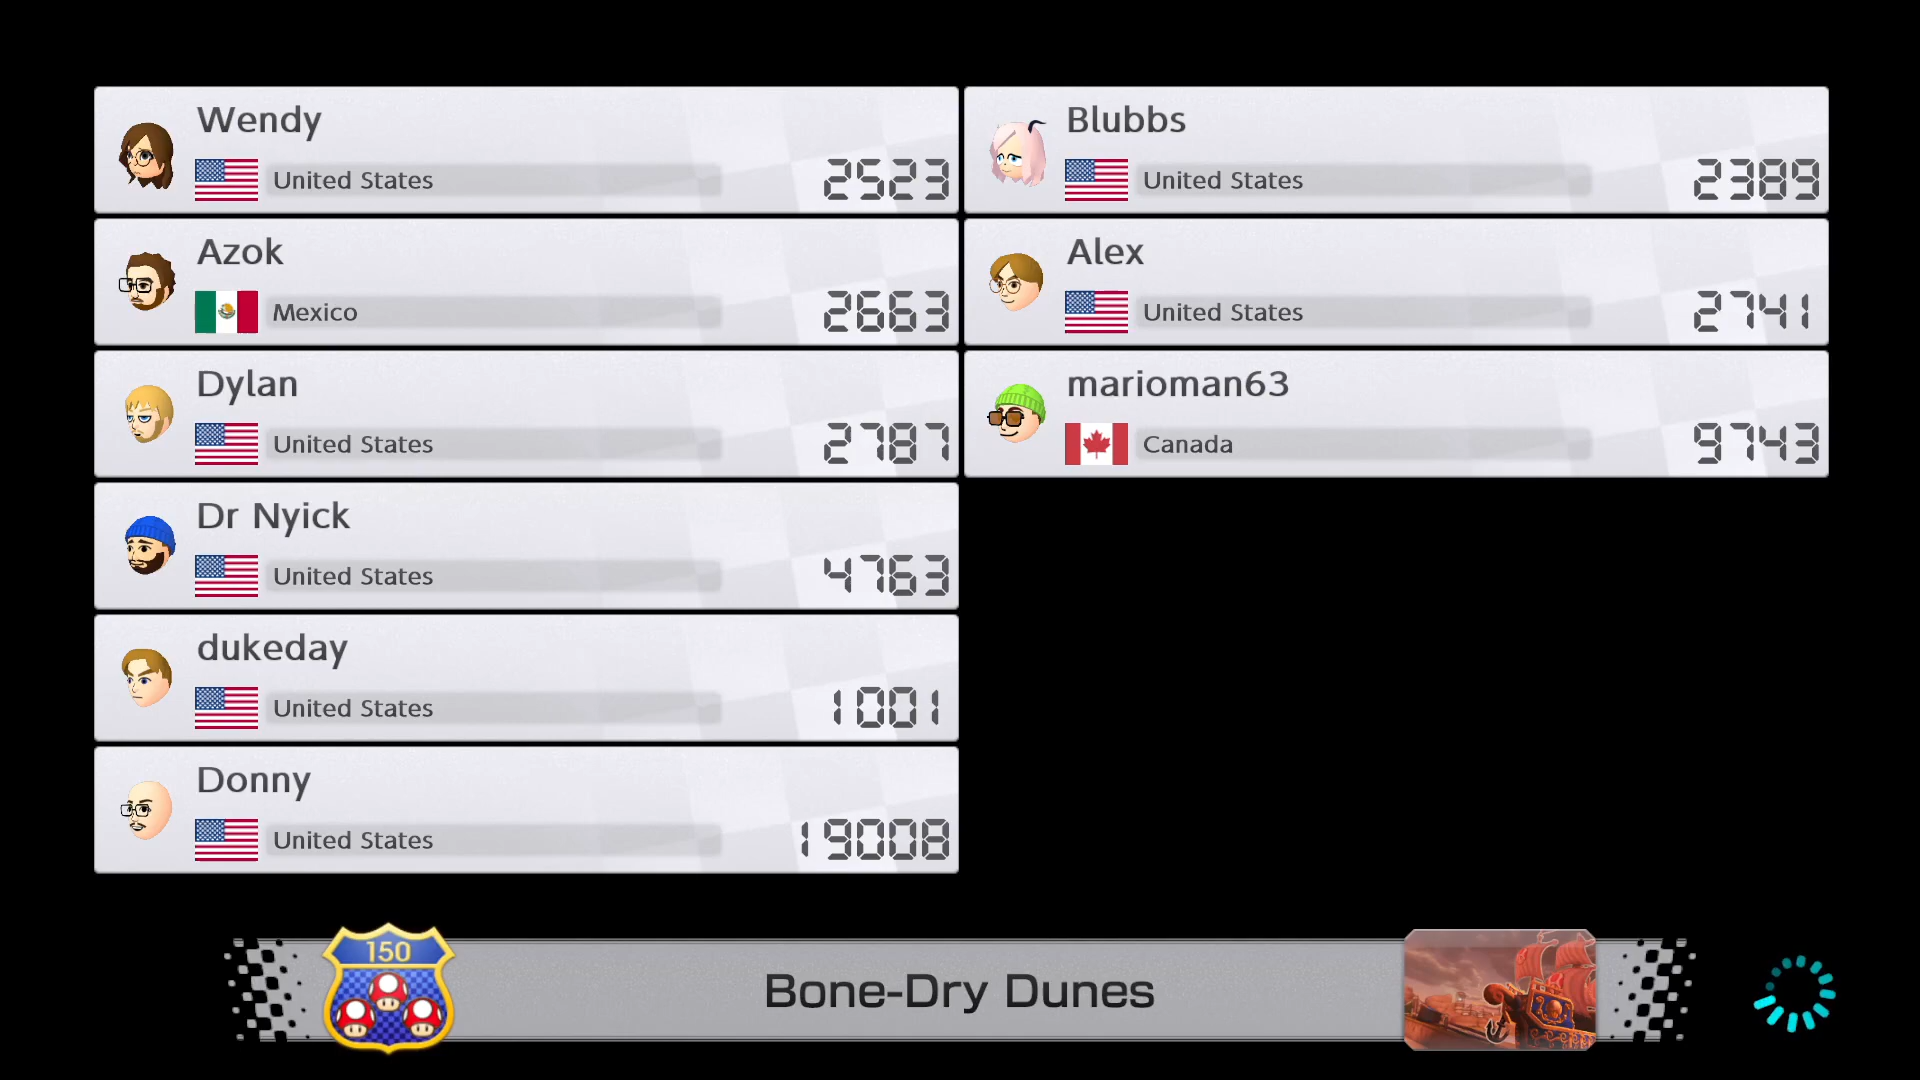 Wendy
United States 2523
Azok
Mexico 2663
Dylan
United States 2787
Dr Nyick
United States 4763
dukeday
United States 1001
Donny
United States 19008
Blubbs
United States 2389
Alex
United States 2741
marioman63
Canada 9743
150
Bone-Dry Dunes